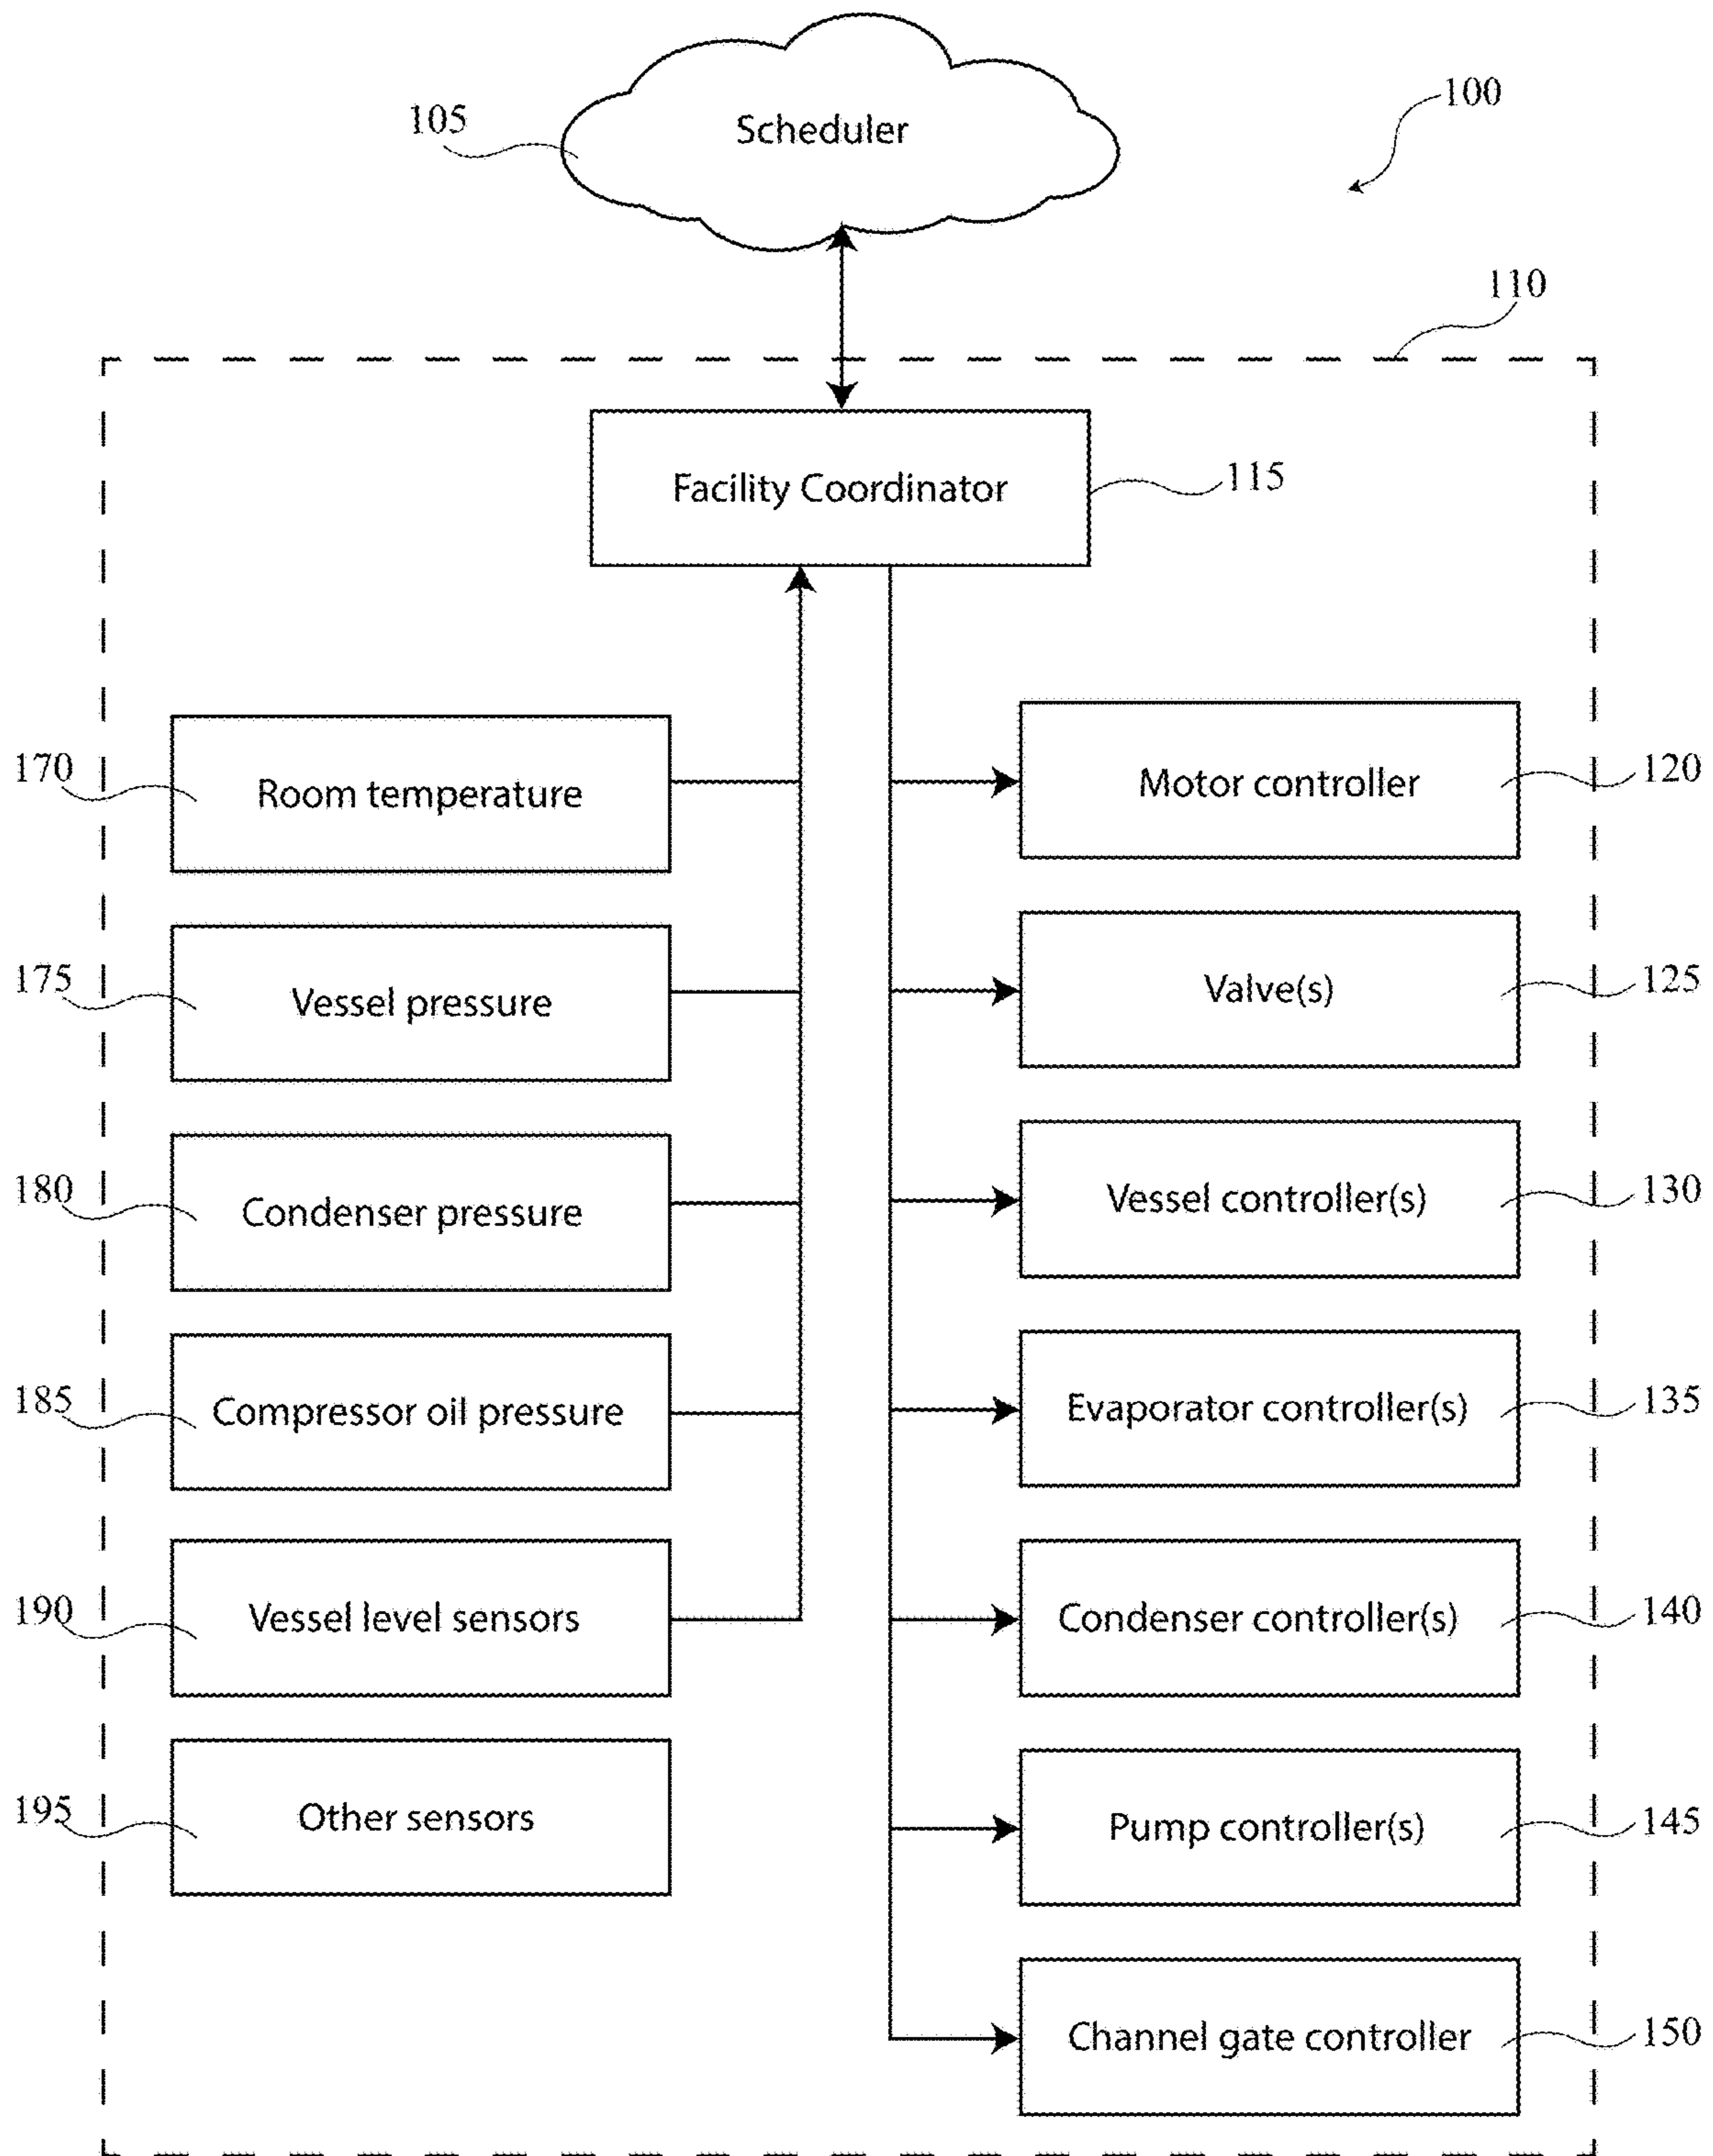 100
105
Scheduler
110
Facility Coordinator
115
170
Room temperature
Motor controller
120
175
Vessel pressure
Valve(s)
125
180
Condenser pressure
Vessel controller(s)
130
185
Compressor oil pressure
Evaporator controller(s)
135
190
Vessel level sensors
Condenser controller(s)
140
195
Other sensors
Pump controller(s)
145
Channel gate controller
150